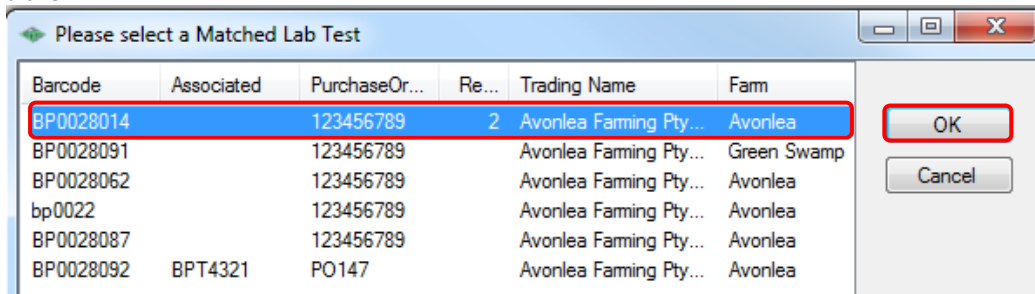 Please select a Matched Lab Test
Barcode Associated PurchaseOr... Re... Trading Name Farm
BP0028014 123456789 2 Avonlea Farming Pty... Avonlea
BP0028091 123456789 Avonlea Farming Pty... Green Swamp
BP0028062 123456789 Avonlea Farming Pty... Avonlea
bp0022 123456789 Avonlea Farming Pty... Avonlea
BP0028087 123456789 Avonlea Farming Pty... Avonlea
BP0028092 BPT4321 PO147 Avonlea Farming Pty... Avonlea
OK
Cancel